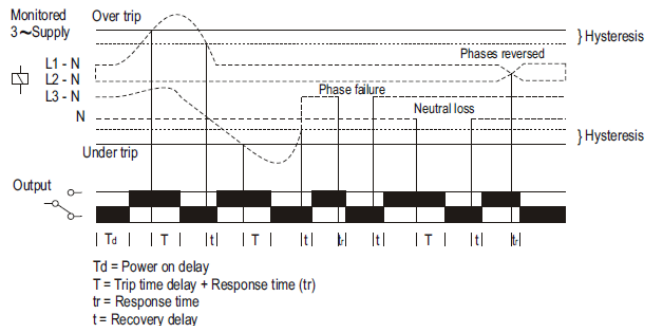 Monitored Over trip
3~Supply } Hysteresis
Phases reversed
L1 - N
L2 - N
L3 - N Phase failure
N Neutral loss
} Hysteresis
Under trip
Output
Td T t T t tr t T t tr
Td = Power on delay
T = Trip time delay + Response time (tr)
tr = Response time
t = Recovery delay